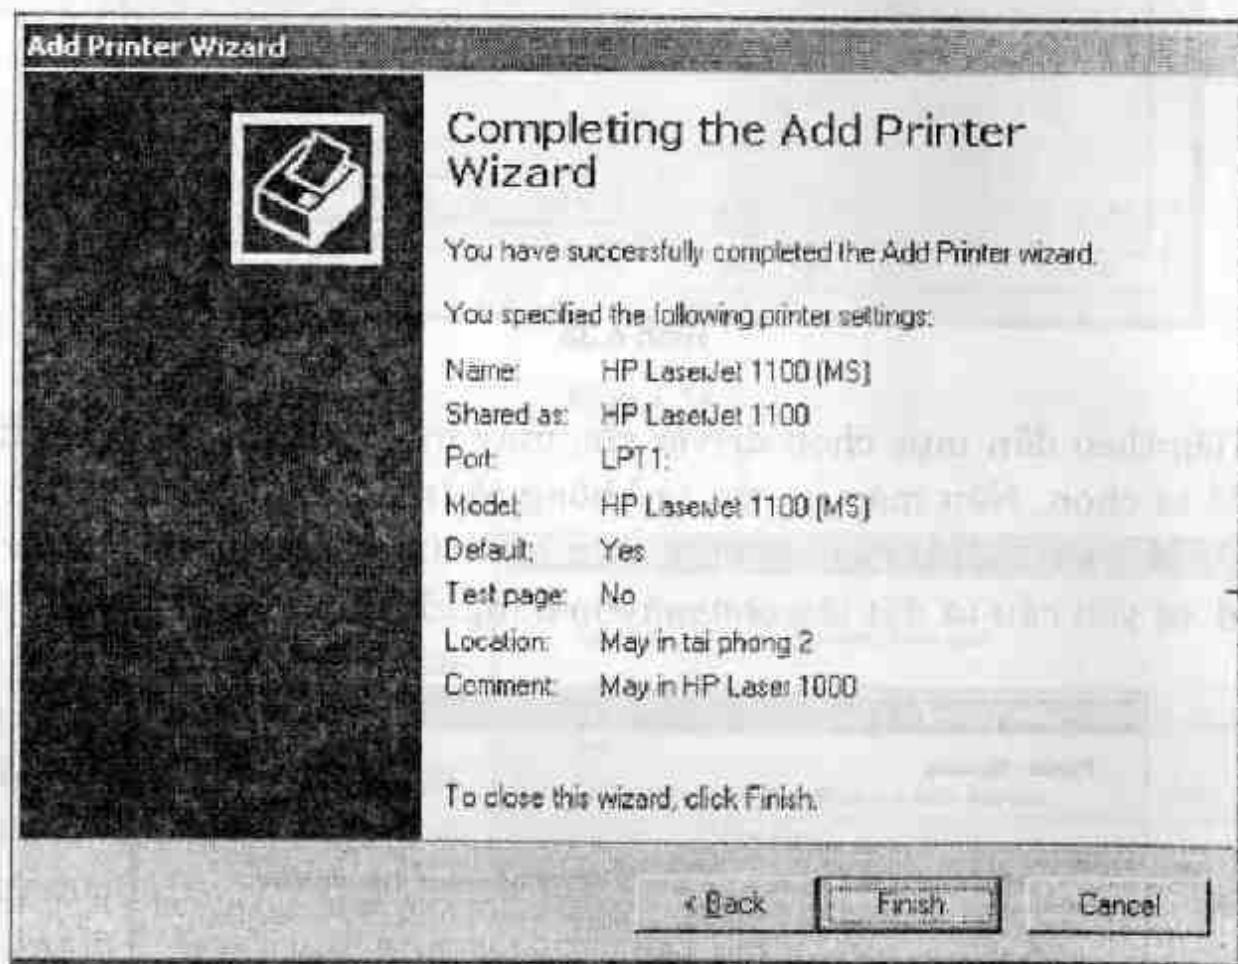 Add Printer Wizard
Completing the Add Printer
Wizard
You have successfully completed the Add Printer wizard.
You specified the following printer settings:
Name: HP LaserJet 1100 (MS)
Shared as: HP LaserJet 1100
Port: LPT1:
Model: HP LaserJet 1100 (MS)
Default: Yes
Test page: No
Location: May in tai phong 2
Comment: May in HP Laser 1000
To close this wizard, click Finish.
< Back
Finish
Cancel